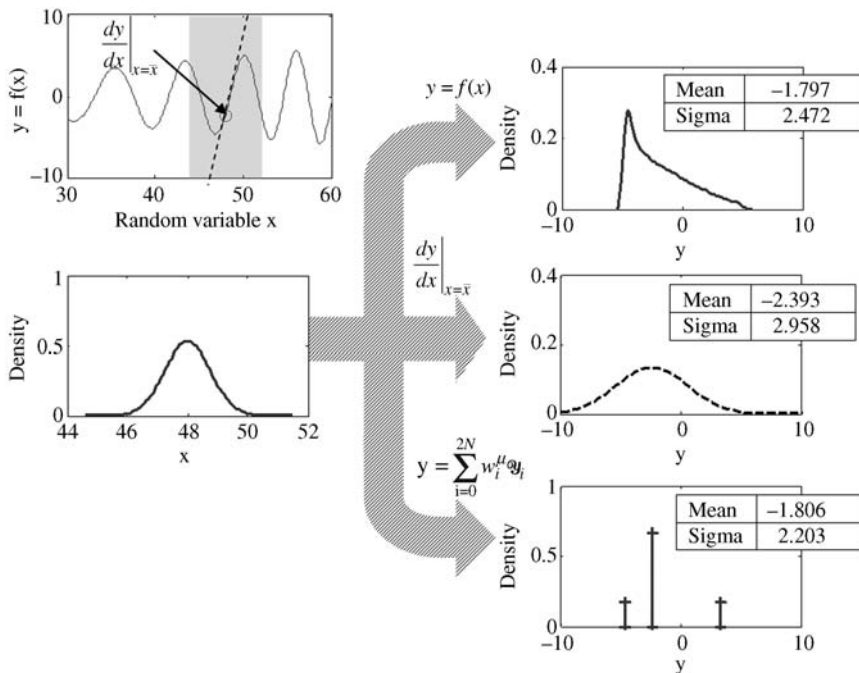 10
0
−10
y = f(x)
dy
dx
x=x̄
30 40 50 60
Random variable x
1
0.5
0
Density
44 46 48 50 52
x
y = f(x)
dy
dx
x=x̄
0.4
0.2
0
Density
Mean −1.797
Sigma 2.472
−10 0 10
y
0.4
0.2
0
Density
Mean −2.393
Sigma 2.958
−10 0 10
y
2N
y = ∑ w_i^μ y_i
i=0
1
0.5
0
Density
Mean −1.806
Sigma 2.203
−10 0 10
y